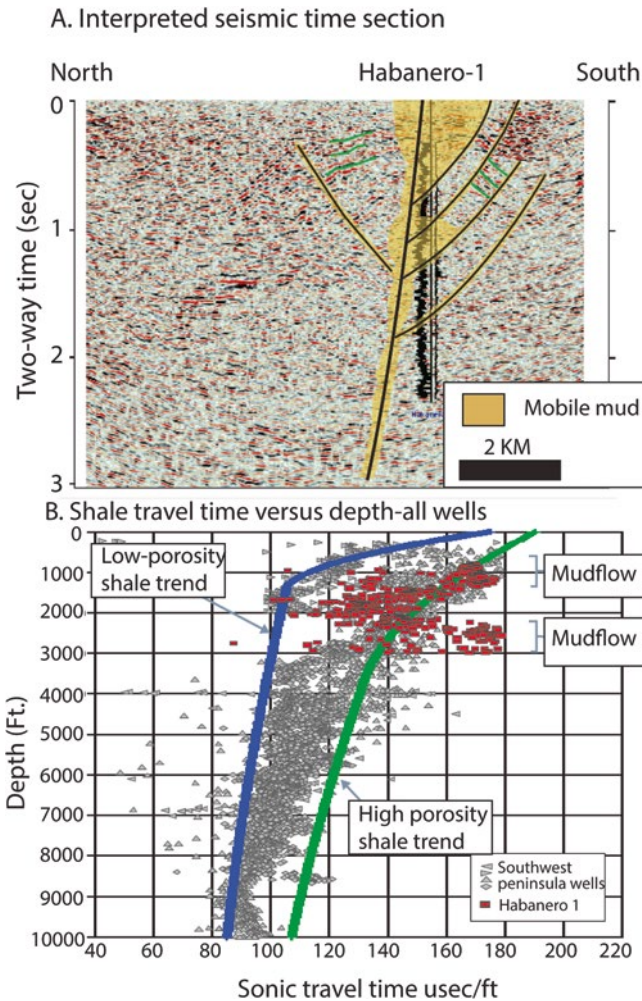 A. Interpreted seismic time section
North Habanero-1 South
0
1
2
3
Two-way time (sec)
Mobile mud
2 KM
B. Shale travel time versus depth-all wells
0
1000
2000
3000
4000
5000
6000
7000
8000
9000
10000
Depth (Ft.)
Low-porosity
shale trend
Mudflow
Mudflow
High porosity
shale trend
Southwest
peninsula wells
Habanero 1
40 60 80 100 120 140 160 180 200 220
Sonic travel time usec/ft